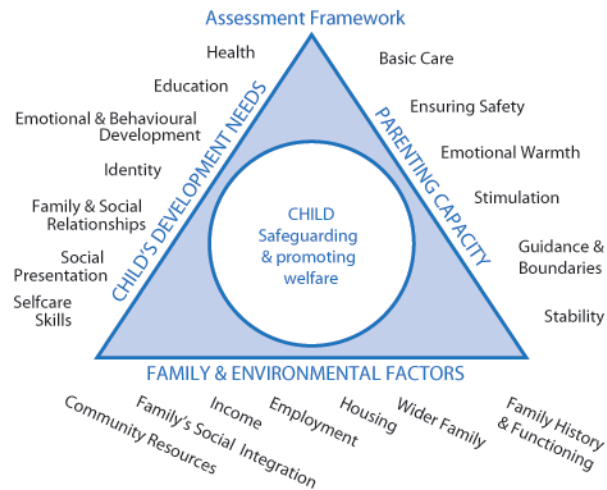 Assessment Framework
Health
Education
Emotional & Behavioural
Development
Identity
Family & Social
Relationships
Social
Presentation
Selfcare
Skills
CHILD'S DEVELOPMENT NEEDS
CHILD
Safeguarding
& promoting
welfare
PARENTING CAPACITY
Basic Care
Ensuring Safety
Emotional Warmth
Stimulation
Guidance &
Boundaries
Stability
FAMILY & ENVIRONMENTAL FACTORS
Community Resources
Family's Social Integration
Income
Employment
Housing
Wider Family
Family History
& Functioning